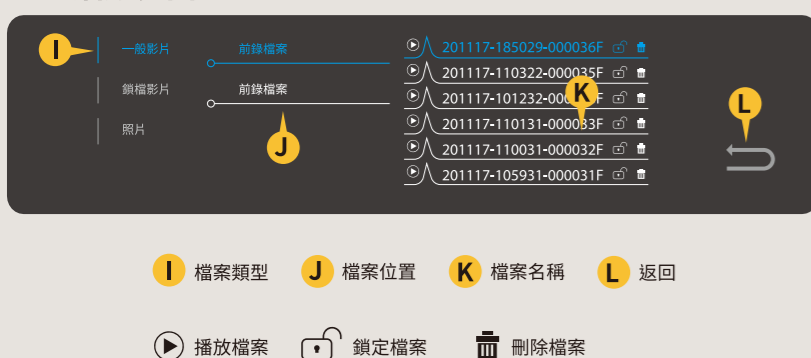 I 一般影片 前錄檔案 201117-185029-000036F
201117-110322-000035F
鎖檔影片 前錄檔案 201117-101232-00 K F L
照片 J 201117-110131-000033F
201117-110031-000032F
201117-105931-000031F
I 檔案類型 J 檔案位置 K 檔案名稱 L 返回
播放檔案 鎖定檔案 刪除檔案